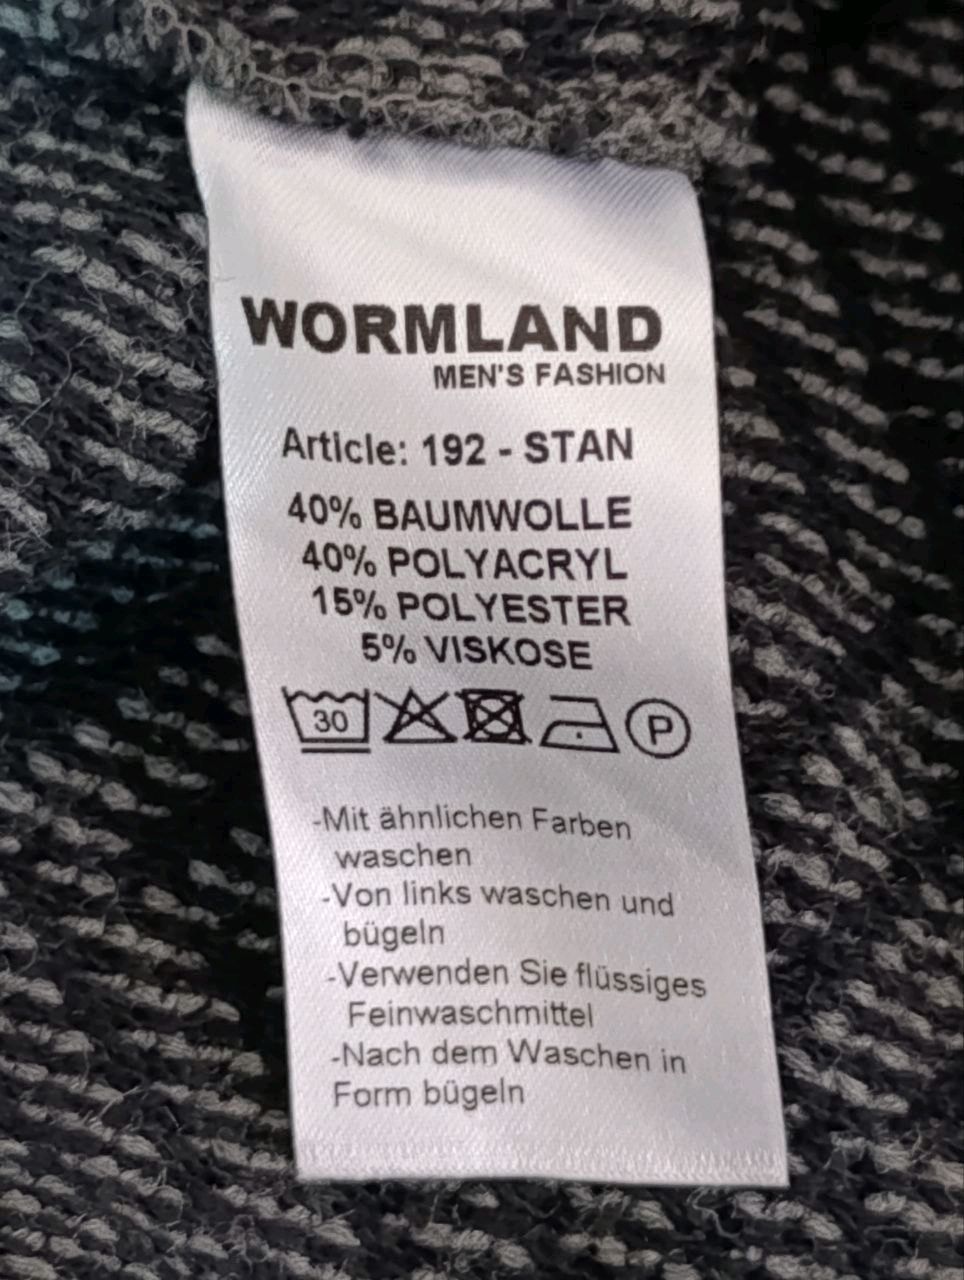 WORMLAND
MEN'S FASHION
Article: 192 - STAN
40% BAUMWOLLE
40% POLYACRYL
15% POLYESTER
5% VISKOSE
30 P
-Mit ähnlichen Farben
waschen
-Von links waschen und
bügeln
-Verwenden Sie flüssiges
Feinwaschmittel
-Nach dem Waschen in
Form bügeln